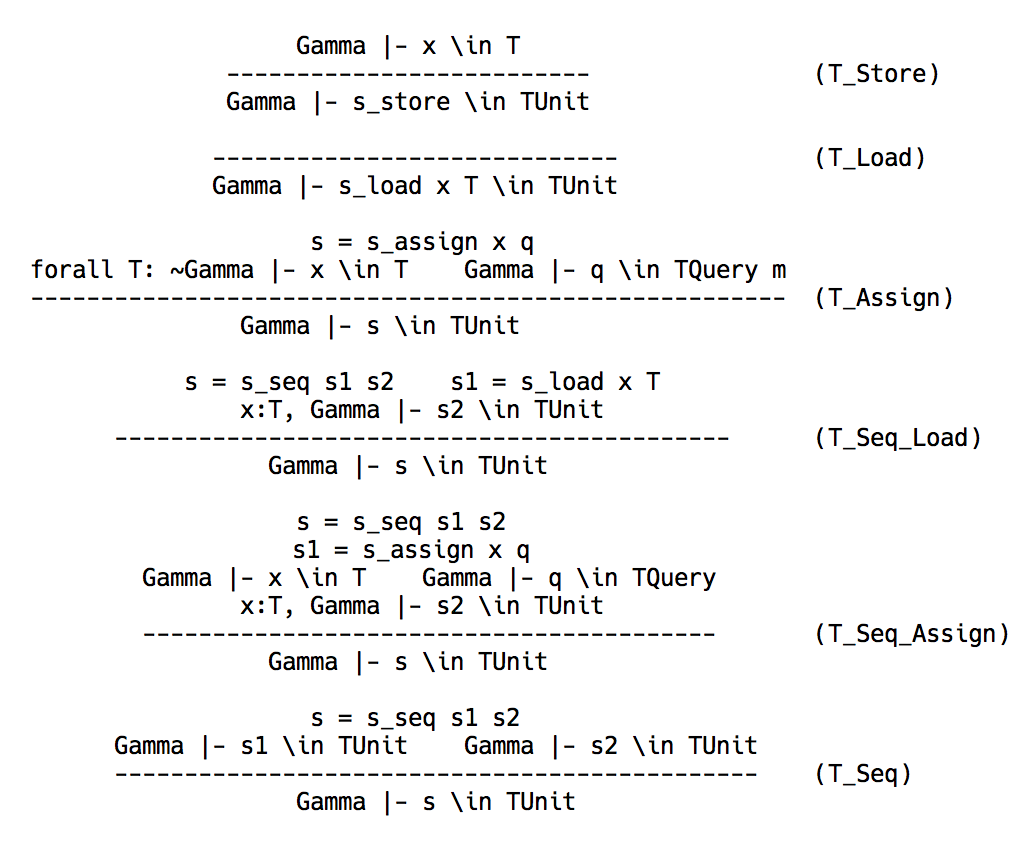 Gamma |- x \in T
-------------------------- (T_Store)
Gamma |- s_store \in TUnit
----------------------------- (T_Load)
Gamma |- s_load x T \in TUnit
s = s_assign x q
forall T: ~Gamma |- x \in T    Gamma |- q \in TQuery m
------------------------------------------------------ (T_Assign)
Gamma |- s \in TUnit
s = s_seq s1 s2    s1 = s_load x T
x:T, Gamma |- s2 \in TUnit
-------------------------------------------- (T_Seq_Load)
Gamma |- s \in TUnit
s = s_seq s1 s2
s1 = s_assign x q
Gamma |- x \in T    Gamma |- q \in TQuery
x:T, Gamma |- s2 \in TUnit
----------------------------------------- (T_Seq_Assign)
Gamma |- s \in TUnit
s = s_seq s1 s2
Gamma |- s1 \in TUnit    Gamma |- s2 \in TUnit
---------------------------------------------- (T_Seq)
Gamma |- s \in TUnit